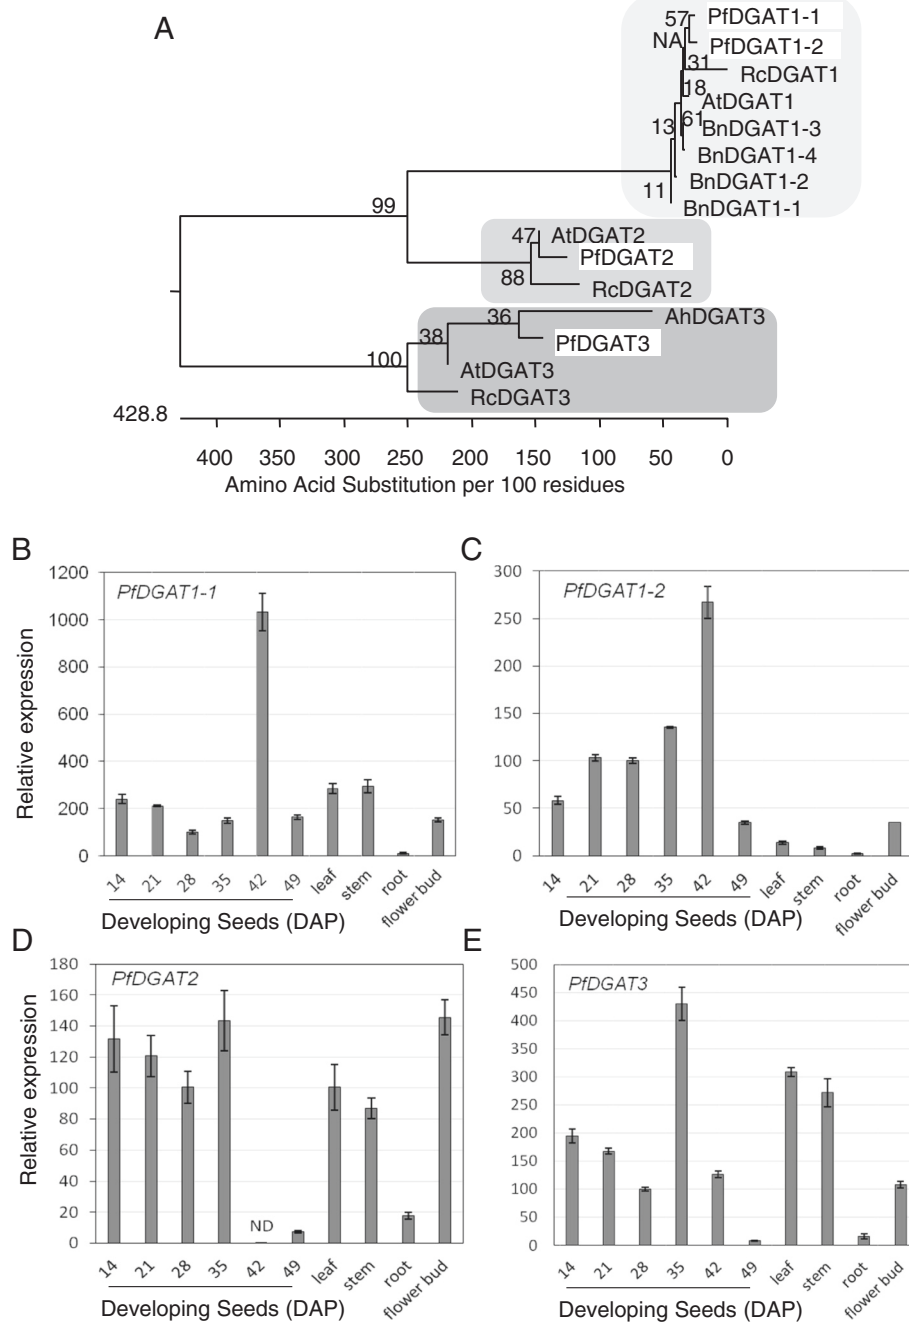 A
57
PfDGAT1-1
NA
PfDGAT1-2
31
RcDGAT1
18
AtDGAT1
13
61
BnDGAT1-3
BnDGAT1-4
11
BnDGAT1-2
BnDGAT1-1
99
47
AtDGAT2
PfDGAT2
88
RcDGAT2
36
AhDGAT3
38
PfDGAT3
100
AtDGAT3
RcDGAT3
428.8
400 350 300 250 200 150 100 50 0
Amino Acid Substitution per 100 residues
B
PfDGAT1-1
Relative expression
1200
1000
800
600
400
200
0
14 21 28 35 42 49 leaf stem root flower bud
Developing Seeds (DAP)
C
PfDGAT1-2
300
250
200
150
100
50
0
14 21 28 35 42 49 leaf stem root flower bud
Developing Seeds (DAP)
D
PfDGAT2
Relative expression
180
160
140
120
100
80
60
40
20
0
ND
14 21 28 35 42 49 leaf stem root flower bud
Developing Seeds (DAP)
E
PfDGAT3
500
450
400
350
300
250
200
150
100
50
0
14 21 28 35 42 49 leaf stem root flower bud
Developing Seeds (DAP)